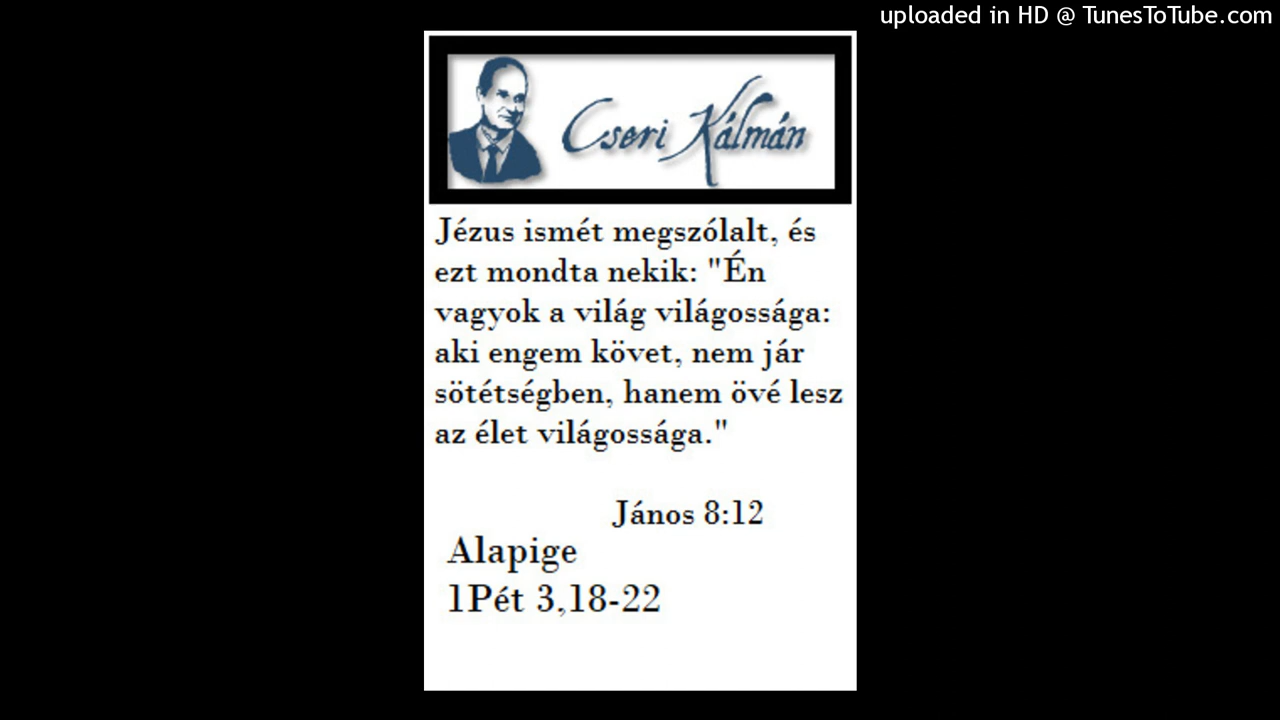 uploaded in HD @ TunesToTube.com
Cseri Kálmán
Jézus ismét megszólalt, és
ezt mondta nekik: "Én
vagyok a világ világossága:
aki engem követ, nem jár
sötétségben, hanem övé lesz
az élet világossága."
János 8:12
Alapige
1Pét 3,18-22